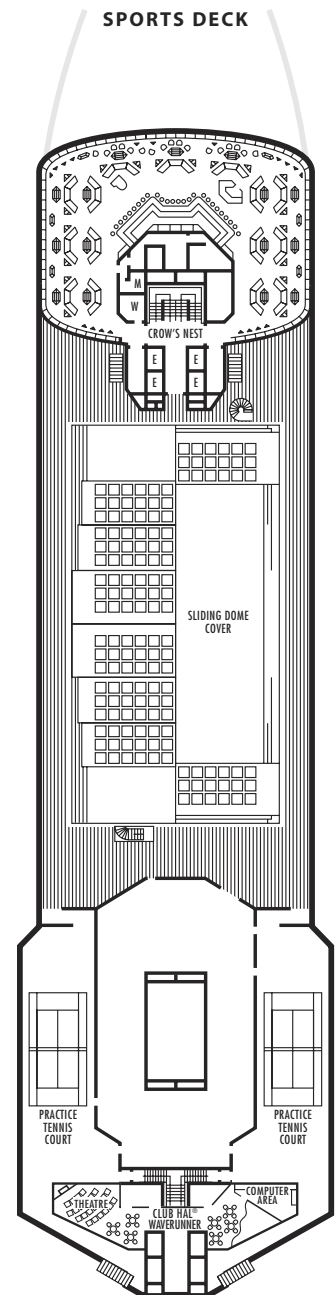 SPORTS DECK
M
W
CROW'S NEST
E E
E E
SLIDING DOME
COVER
PRACTICE
TENNIS
COURT
PRACTICE
TENNIS
COURT
THEATRE
CLUB HAL®
WAVERUNNER
COMPUTER
AREA